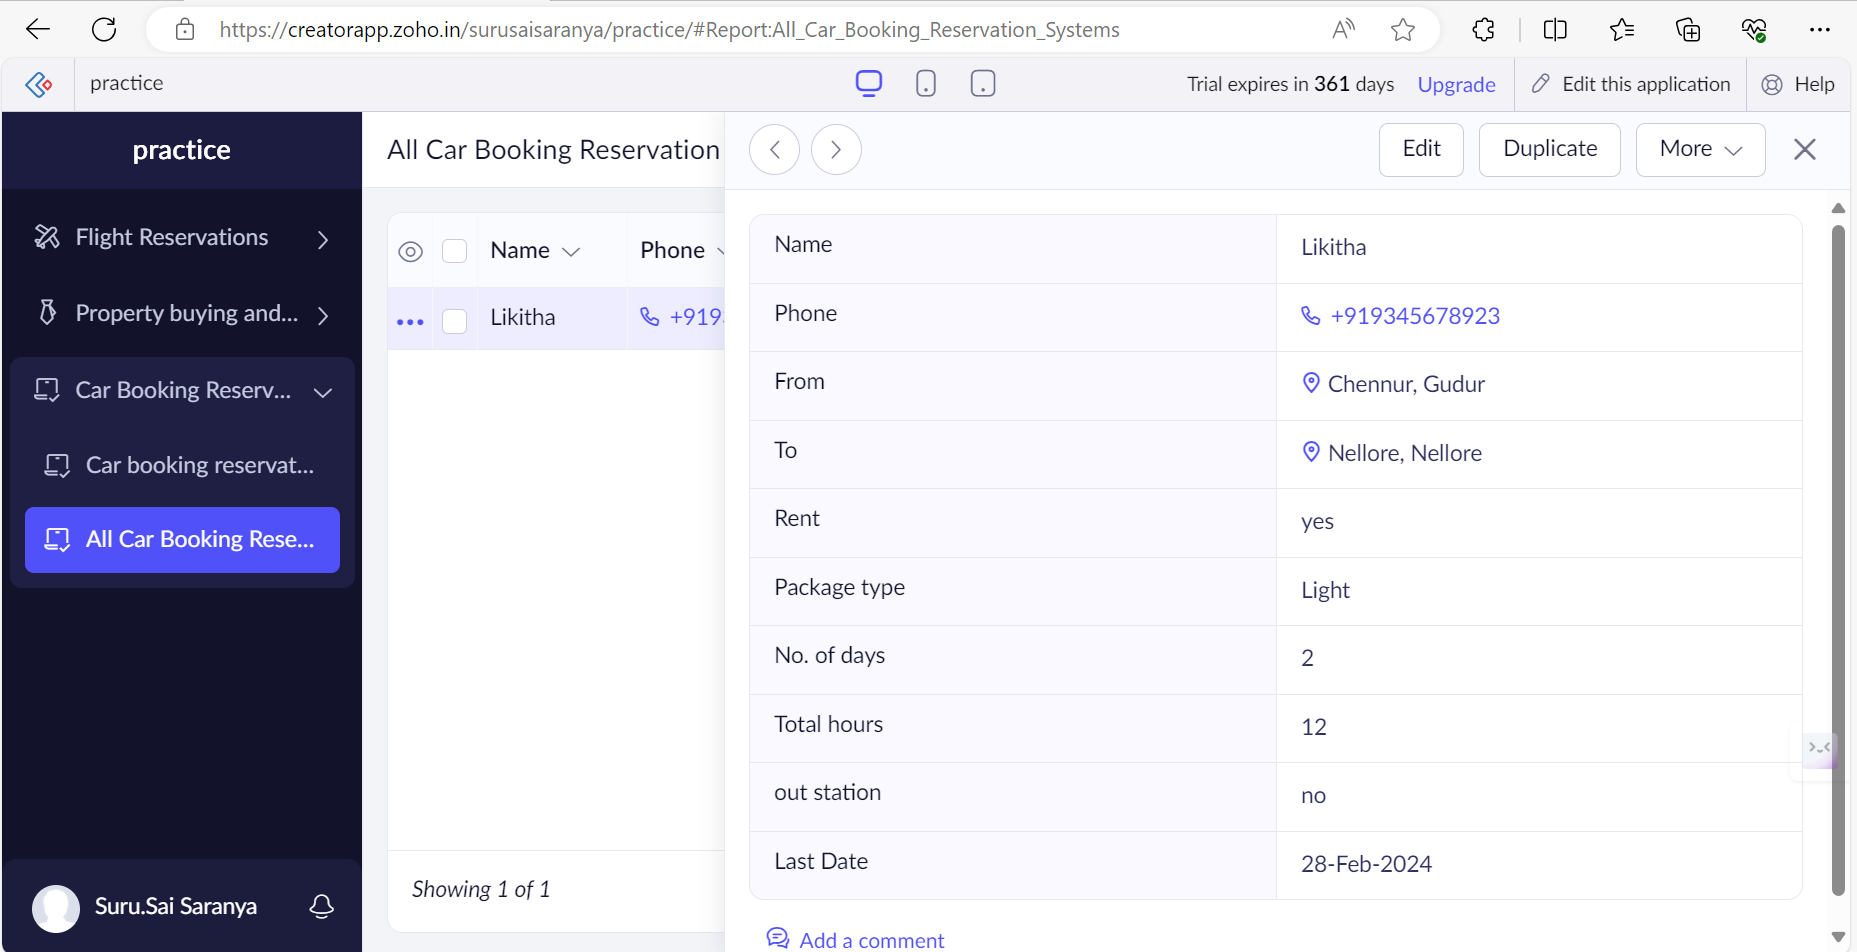 https://creatorapp.zoho.in/surusaisaranya/practice/#Report:All_Car_Booking_Reservation_Systems
practice
Trial expires in 361 days
Upgrade
Edit this application
Help
practice
Flight Reservations
Property buying and...
Car Booking Reserv...
Car booking reservat...
All Car Booking Rese...
Suru.Sai Saranya
All Car Booking Reservation
Name
Phone
Likitha
+919
Showing 1 of 1
Edit
Duplicate
More
Name
Likitha
Phone
+919345678923
From
Chennur, Gudur
To
Nellore, Nellore
Rent
yes
Package type
Light
No. of days
2
Total hours
12
out station
no
Last Date
28-Feb-2024
Add a comment